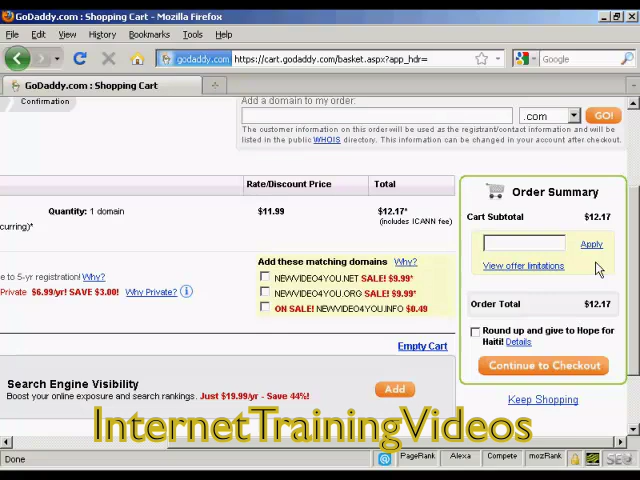 GoDaddy.com : Shopping Cart - Mozilla Firefox
File Edit View History Bookmarks Tools Help
godaddy.com https://cart.godaddy.com/basket.aspx?app_hdr=
Google
GoDaddy.com : Shopping Cart
Confirmation
Add a domain to my order:
.com GO!
The customer information on this order will be used as the registrant/contact information and will be
listed in the public WHOIS directory. This information can be changed in your account after checkout.
Rate/Discount Price Total
Quantity: 1 domain $11.99 $12.17*
curring)* (includes ICANN fee)
e to 5-yr registration! Why?
Private $6.99/yr! SAVE $3.00! Why Private?
Add these matching domains Why?
NEWVIDEO4YOU.NET SALE! $9.99*
NEWVIDEO4YOU.ORG SALE! $9.99*
ON SALE! NEWVIDEO4YOU.INFO $0.49
Empty Cart
Search Engine Visibility
Boost your online exposure and search rankings. Just $19.99/yr - Save 44%!
Add
Order Summary
Cart Subtotal $12.17
Apply
View offer limitations
Order Total $12.17
Round up and give to Hope for
Haiti! Details
Continue to Checkout
Keep Shopping
InternetTrainingVideos
Done
PageRank Alexa Compete mozRank
SEO